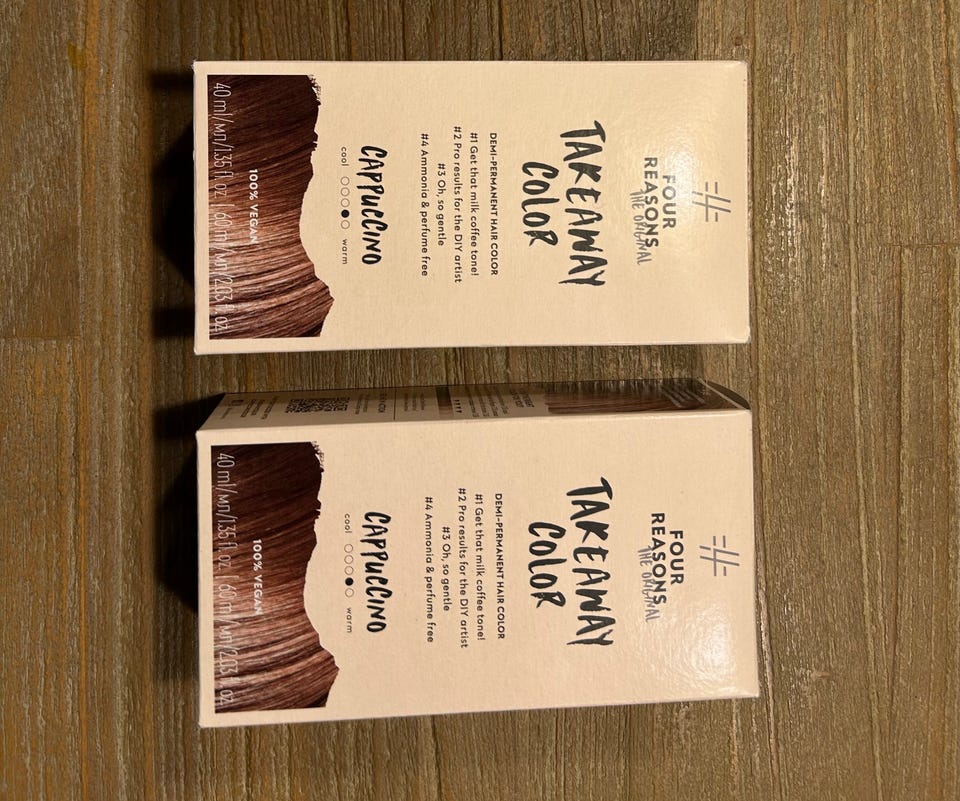 FOUR
REASONS
THE ORIGINAL
TAKEAWAY
COLOR
DEMI-PERMANENT HAIR COLOR
#1 Get that milk coffee tone!
#2 Pro results for the DIY artist
#3 Oh, so gentle
#4 Ammonia & perfume free
CAPPUCCINO
cool warm
100% VEGAN
40 ml/мл/1.35 fl. oz. 60 ml/мл/2.03 fl. oz.
FOUR
REASONS
THE ORIGINAL
TAKEAWAY
COLOR
DEMI-PERMANENT HAIR COLOR
#1 Get that milk coffee tone!
#2 Pro results for the DIY artist
#3 Oh, so gentle
#4 Ammonia & perfume free
CAPPUCCINO
cool warm
100% VEGAN
40 ml/мл/1.35 fl. oz. 60 ml/мл/2.03 fl. oz.